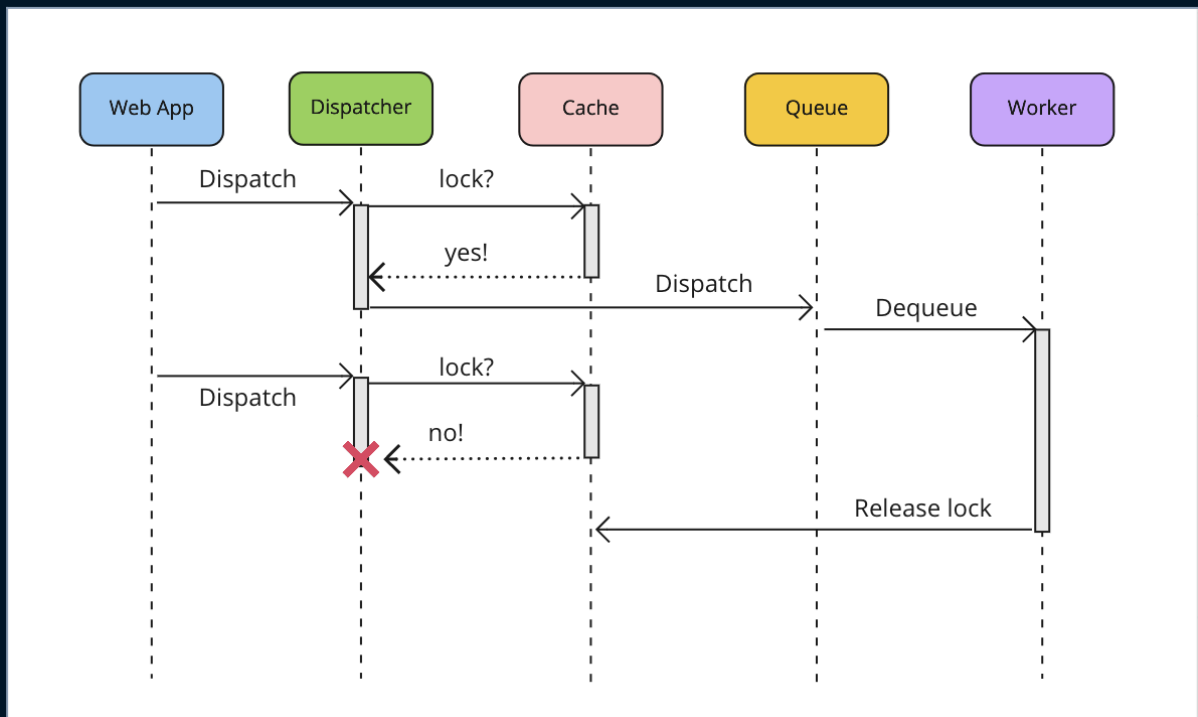 Web App
Dispatcher
Cache
Queue
Worker
Dispatch
lock?
yes!
Dispatch
Dequeue
lock?
Dispatch
no!
Release lock